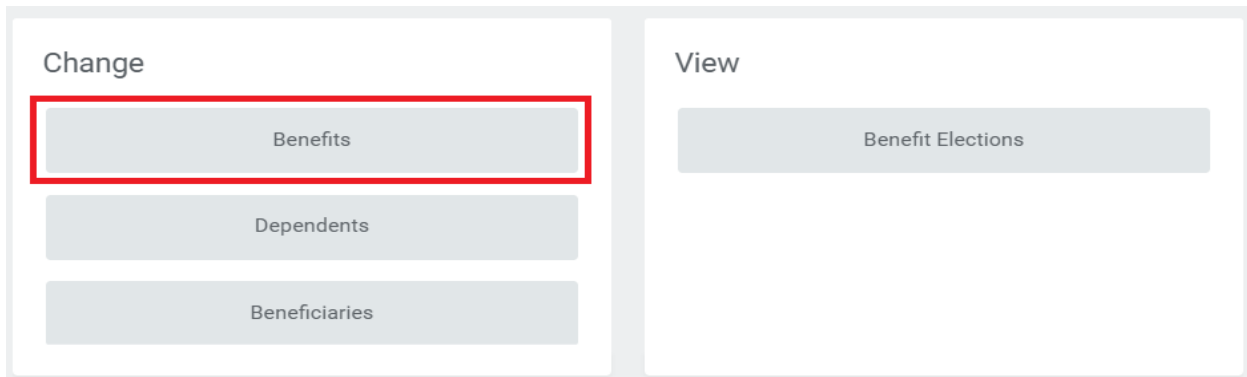 Change
Benefits
Dependents
Beneficiaries
View
Benefit Elections